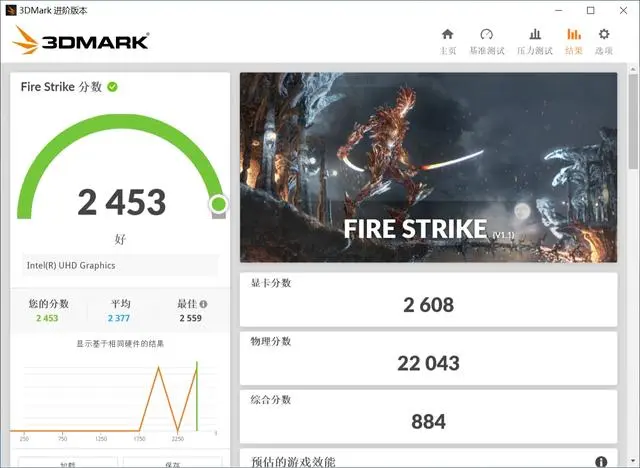 3DMark 进阶版本
3DMARK
主页 基准测试 压力测试 结果 选项
Fire Strike 分数
2 453
好
Intel(R) UHD Graphics
您的分数 平均 最佳
2 453 2 377 2 559
显示基于相同硬件的结果
250 750 1250 1750 2250
FIRE STRIKE (V1.1)
显卡分数
2 608
物理分数
22 043
综合分数
884
预估的游戏效能
加载 保存